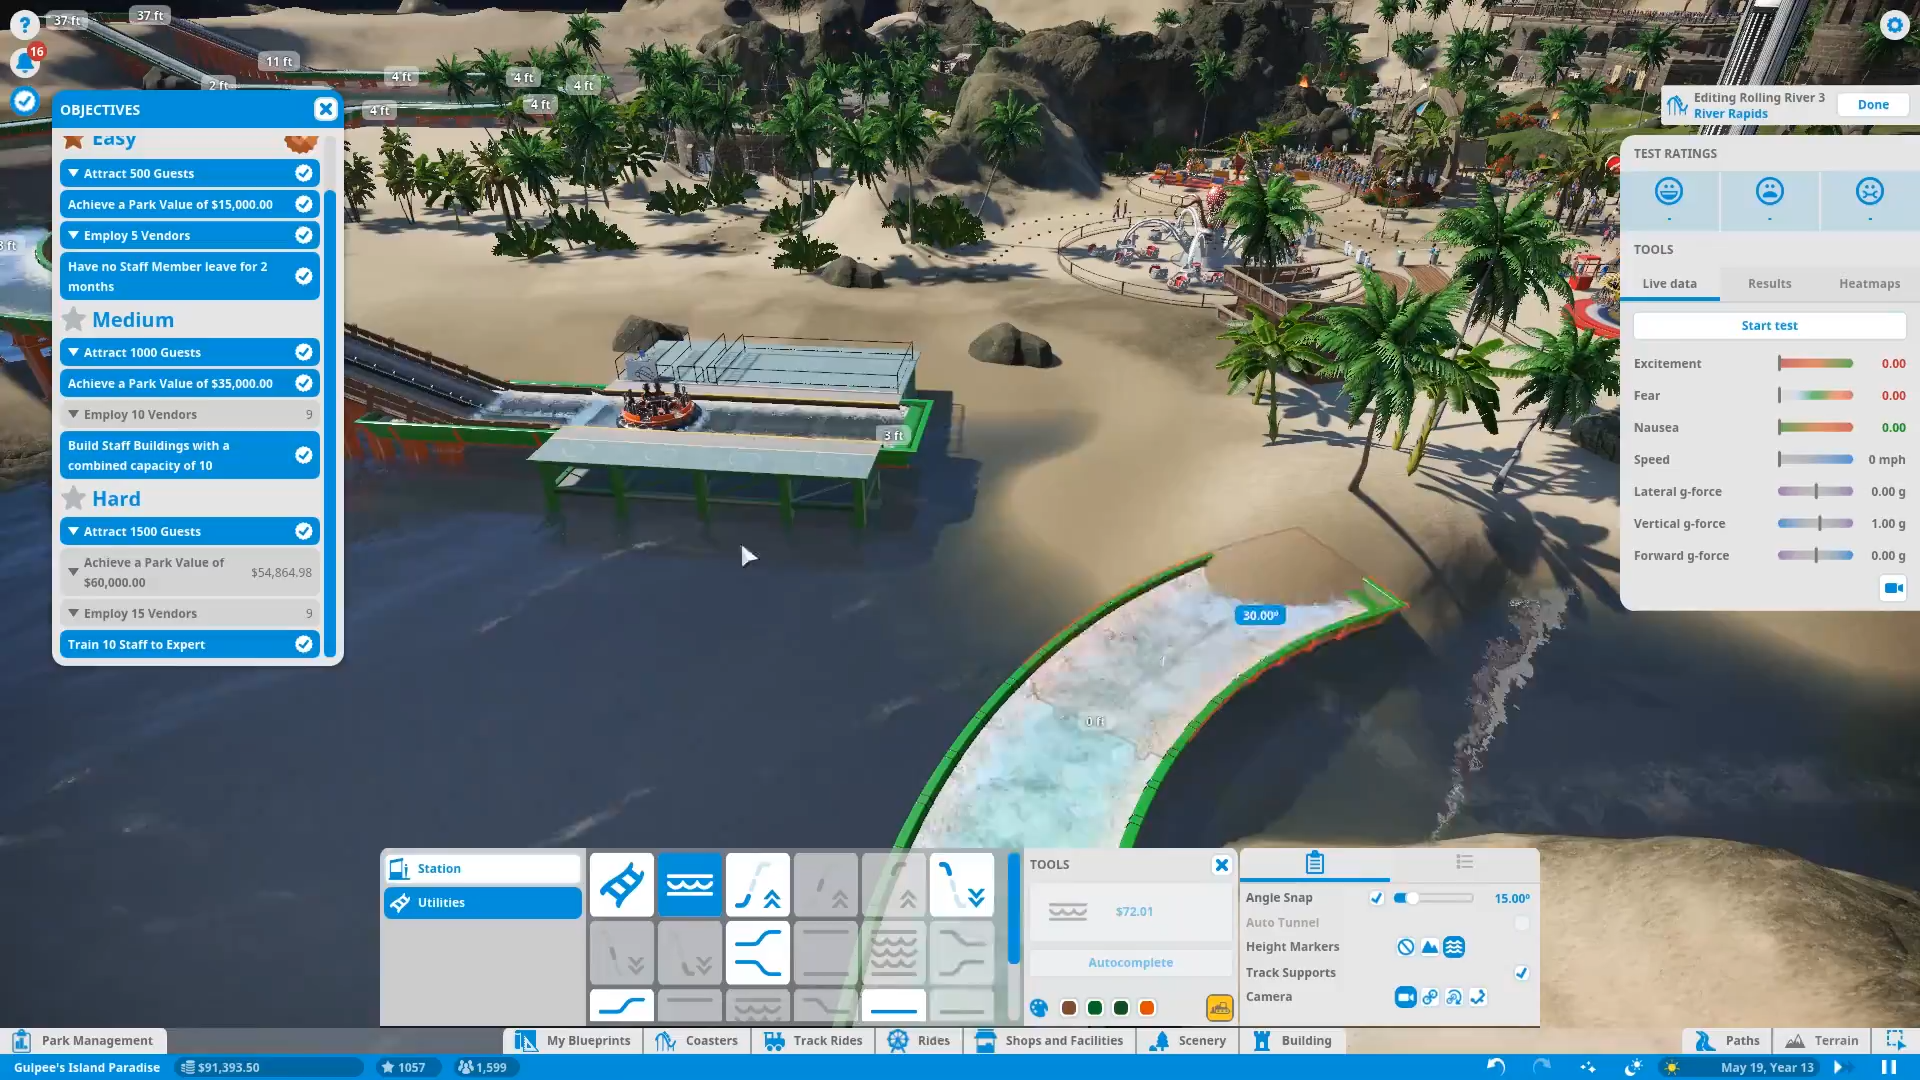 37 ft
37 ft
11 ft
4 ft
4 ft
4 ft
2 ft
4 ft
4 ft
16
OBJECTIVES
Easy
Attract 500 Guests
Achieve a Park Value of $15,000.00
Employ 5 Vendors
Have no Staff Member leave for 2
months
Medium
Attract 1000 Guests
Achieve a Park Value of $35,000.00
Employ 10 Vendors 9
Build Staff Buildings with a
combined capacity of 10
Hard
Attract 1500 Guests
Achieve a Park Value of
$60,000.00
$54,864.98
Employ 15 Vendors 9
Train 10 Staff to Expert
3 ft
30.00º
0 ft
Editing Rolling River 3
River Rapids
Done
TEST RATINGS
- - -
TOOLS
Live data Results Heatmaps
Start test
Excitement 0.00
Fear 0.00
Nausea 0.00
Speed 0 mph
Lateral g-force 0.00 g
Vertical g-force 1.00 g
Forward g-force 0.00 g
Station
Utilities
TOOLS
$72.01
Autocomplete
Angle Snap 15.00º
Auto Tunnel
Height Markers
Track Supports
Camera
Park Management
My Blueprints Coasters Track Rides Rides Shops and Facilities Scenery Building
Paths Terrain
Gulpee's Island Paradise $91,393.50 1057 1,599
May 19, Year 13